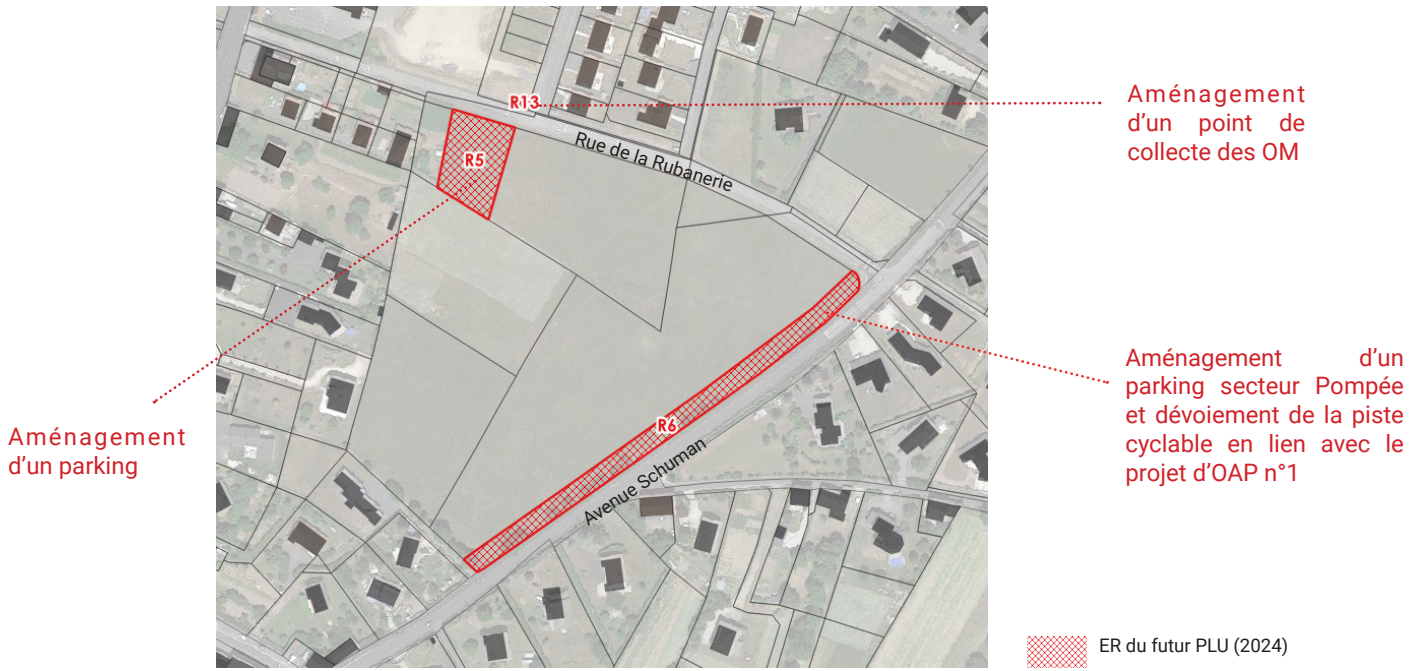 R13
Aménagement
d'un point de
collecte des OM
R5
Rue de la Rubanerie
Aménagement d'un
parking secteur Pompée
et dévoiement de la piste
cyclable en lien avec le
projet d'OAP n°1
Aménagement
d'un parking
R6
Avenue Schuman
ER du futur PLU (2024)